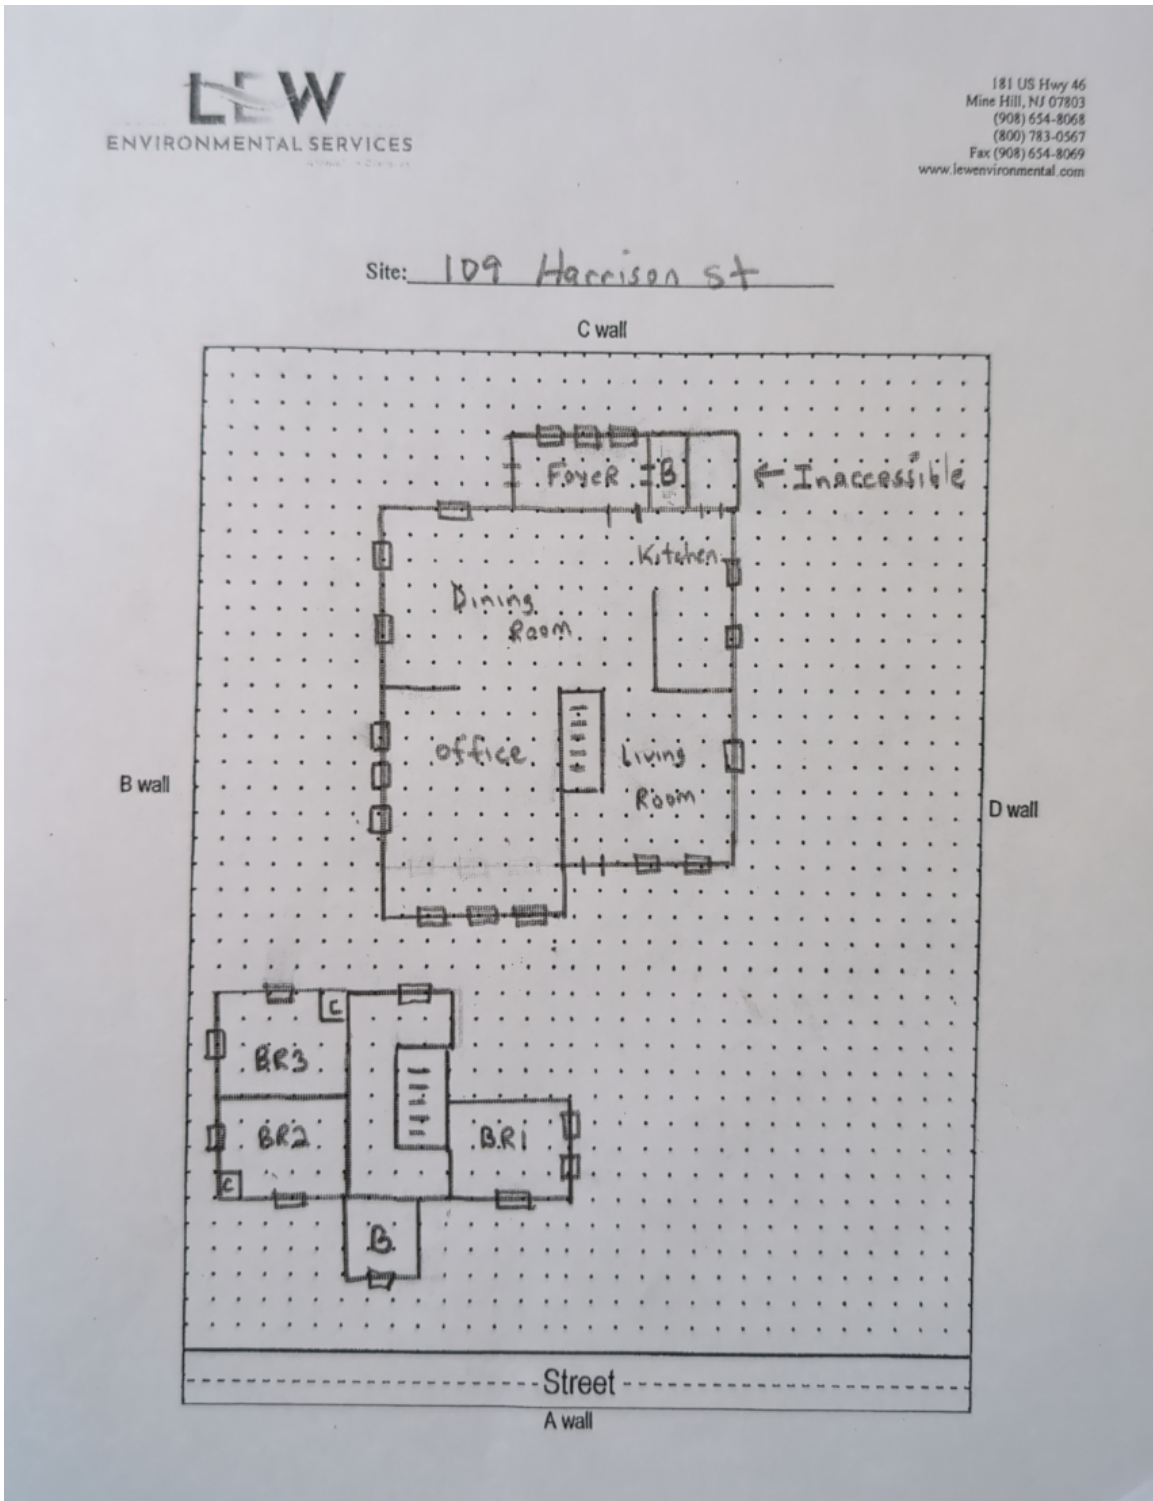 LEW
ENVIRONMENTAL SERVICES
181 US Hwy 46
Mine Hill, NJ 07803
(908) 654-8068
(800) 783-0567
Fax (908) 654-8069
www.lewenvironmental.com
Site: 109 Harrison st
C wall
Foyer
B
← Inaccessible
Kitchen
Dining
Room
office
Living
Room
B wall
D wall
C
BR3
BR2
BR1
C
B
Street
A wall